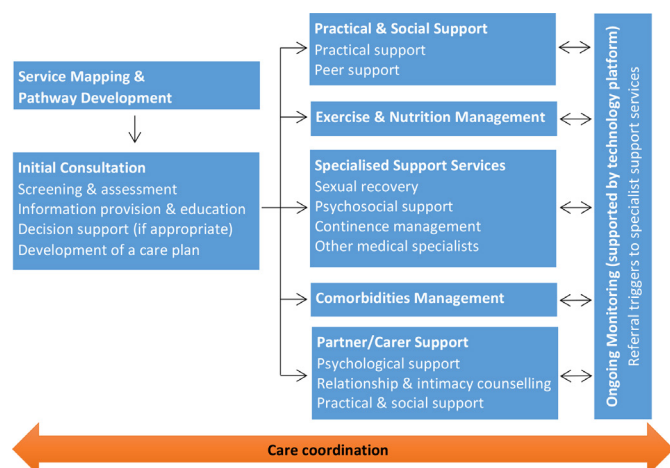 Service Mapping &
Pathway Development
Initial Consultation
Screening & assessment
Information provision & education
Decision support (if appropriate)
Development of a care plan
Practical & Social Support
Practical support
Peer support
Exercise & Nutrition Management
Specialised Support Services
Sexual recovery
Psychosocial support
Continence management
Other medical specialists
Comorbidities Management
Partner/Carer Support
Psychological support
Relationship & intimacy counselling
Practical & social support
Ongoing Monitoring (supported by technology platform)
Referral triggers to specialist support services
Care coordination